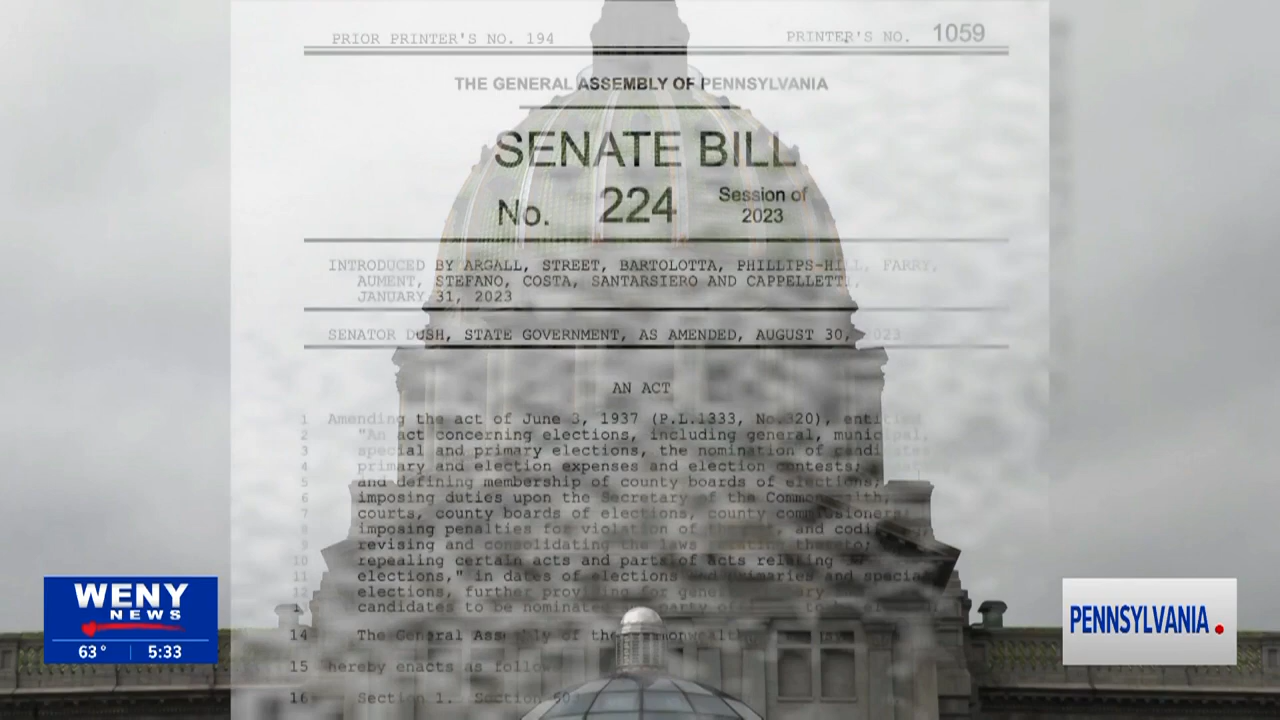 PRIOR PRINTER'S NO. 194 PRINTER'S NO. 1059
THE GENERAL ASSEMBLY OF PENNSYLVANIA
SENATE BILL
No. 224 Session of 2023
INTRODUCED BY ARGALL, STREET, BARTOLOTTA, PHILLIPS-HILL, FARRY,
AUMENT, STEFANO, COSTA, SANTARSIERO AND CAPPELLETTI,
JANUARY 31, 2023
SENATOR DUSH, STATE GOVERNMENT, AS AMENDED, AUGUST 30, 2023
AN ACT
1 Amending the act of June 3, 1937 (P.L.1333, No.320), entitled
2 "An act concerning elections, including general, municipal,
3 special and primary elections, the nomination of candidates,
4 primary and election expenses and election contests;
5 and defining membership of county boards of elections;
6 imposing duties upon the Secretary of the Commonwealth,
7 courts, county boards of elections, county commissioners;
8 imposing penalties for violation of the act, and codifying,
9 revising and consolidating the laws relating thereto;
10 repealing certain acts and parts of acts relating to
11 elections," in dates of elections and primaries and special
12 elections, further providing for general primary
13 candidates to be nominated party
14 The General Assembly of the Commonwealth
15 hereby enacts as follows
16 Section 1. Section 60
WENY
NEWS
63° 5:33
PENNSYLVANIA.